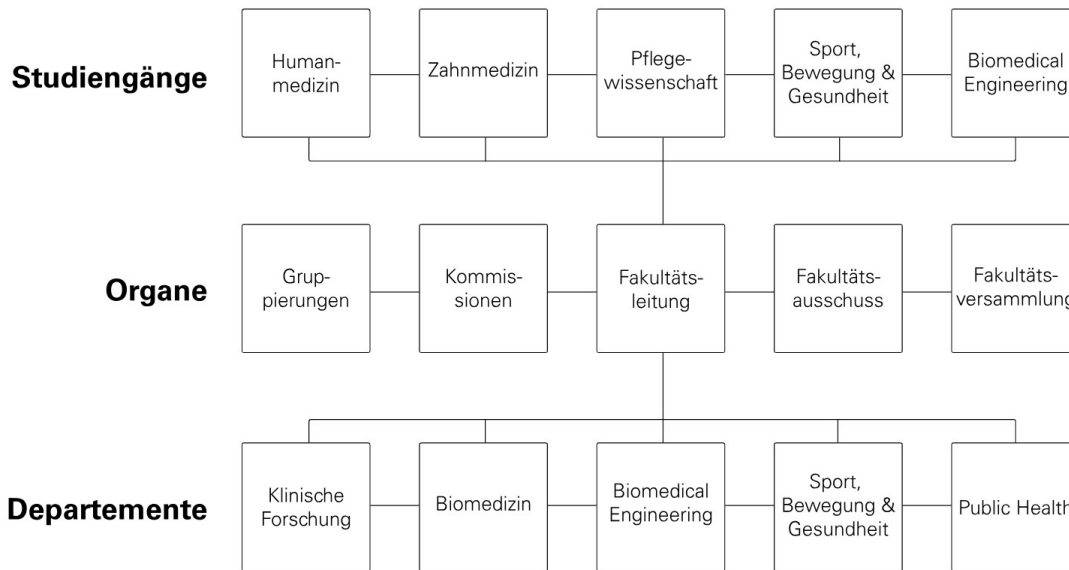 Studiengänge
Human-
medizin
Zahnmedizin
Pflege-
wissenschaft
Sport,
Bewegung &
Gesundheit
Biomedical
Engineering
Organe
Grup-
pierungen
Kommis-
sionen
Fakultäts-
leitung
Fakultäts-
ausschuss
Fakultäts-
versammlung
Departemente
Klinische
Forschung
Biomedizin
Biomedical
Engineering
Sport,
Bewegung &
Gesundheit
Public Health